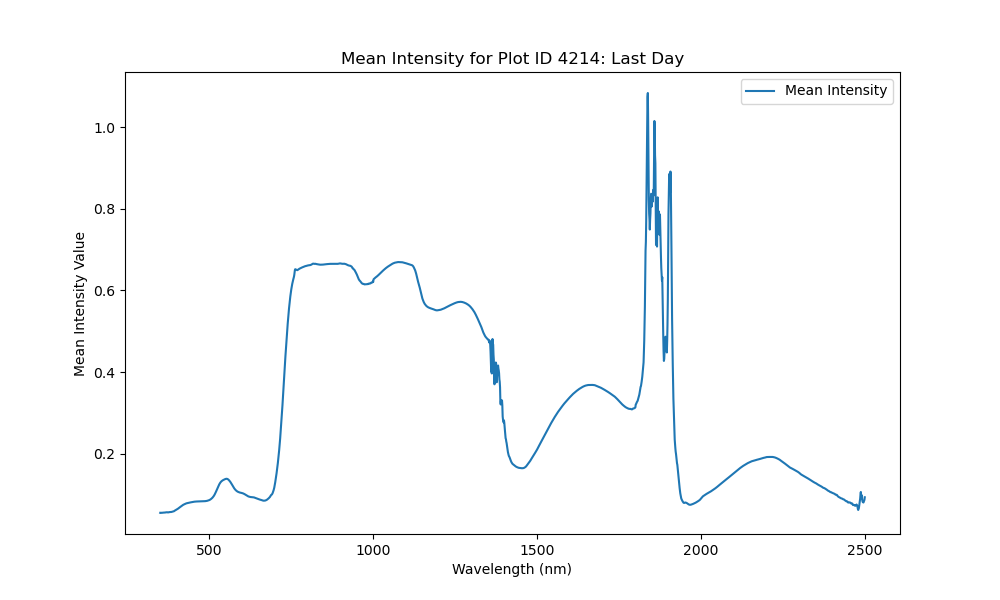 Mean Intensity for Plot ID 4214: Last Day
Mean Intensity
Mean Intensity Value
1.0
0.8
0.6
0.4
0.2
500 1000 1500 2000 2500
Wavelength (nm)